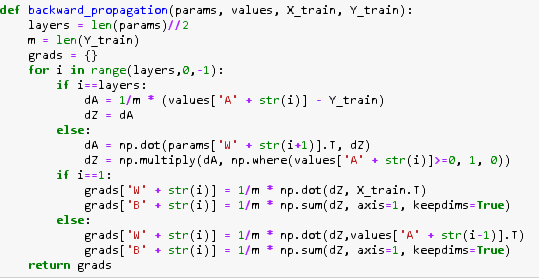 def backward_propagation(params, values, X_train, Y_train):
    layers = len(params)//2
    m = len(Y_train)
    grads = {}
    for i in range(layers,0,-1):
        if i==layers:
            dA = 1/m * (values['A' + str(i)] - Y_train)
            dZ = dA
        else:
            dA = np.dot(params['W' + str(i+1)].T, dZ)
            dZ = np.multiply(dA, np.where(values['A' + str(i)]>=0, 1, 0))
        if i==1:
            grads['W' + str(i)] = 1/m * np.dot(dZ, X_train.T)
            grads['B' + str(i)] = 1/m * np.sum(dZ, axis=1, keepdims=True)
        else:
            grads['W' + str(i)] = 1/m * np.dot(dZ,values['A' + str(i-1)].T)
            grads['B' + str(i)] = 1/m * np.sum(dZ, axis=1, keepdims=True)
    return grads